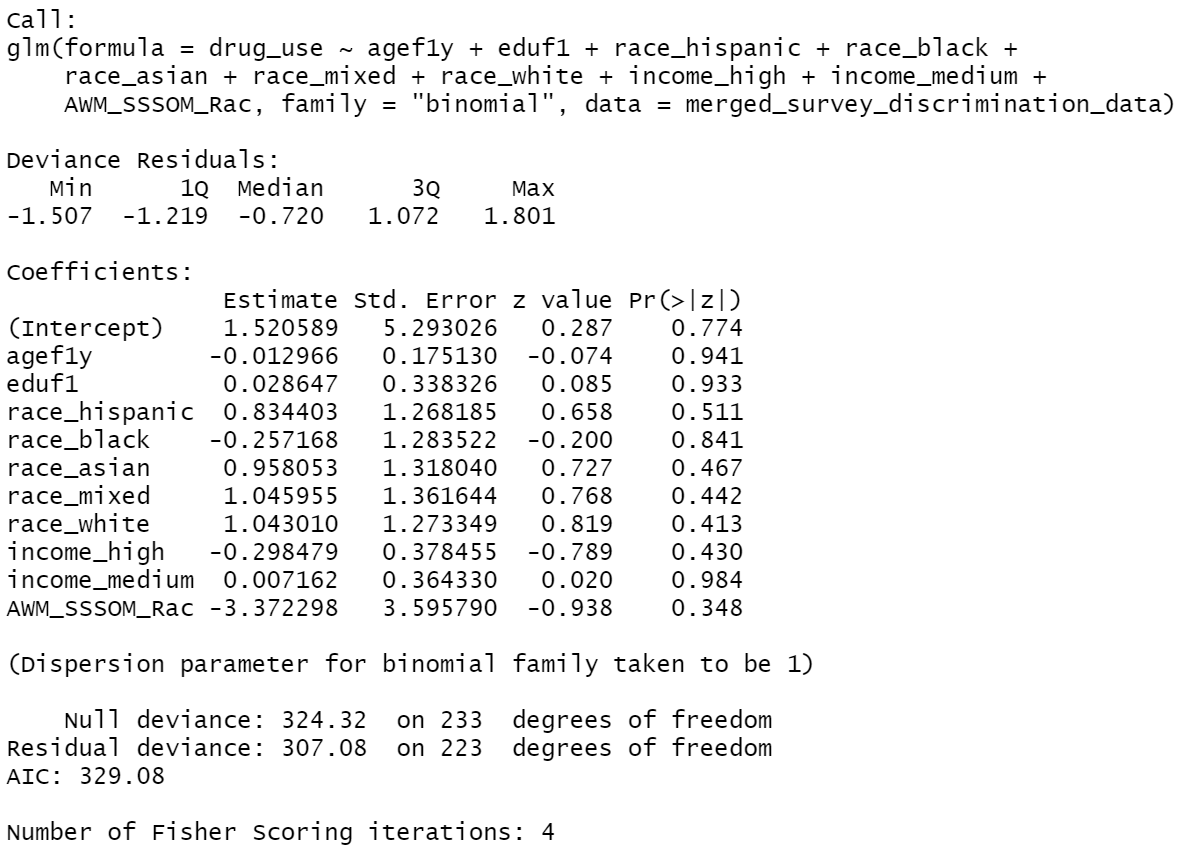 Call:
glm(formula = drug_use ~ agef1y + eduf1 + race_hispanic + race_black +
    race_asian + race_mixed + race_white + income_high + income_medium +
    AWM_SSSOM_Rac, family = "binomial", data = merged_survey_discrimination_data)

Deviance Residuals:
   Min      1Q  Median      3Q     Max
-1.507  -1.219  -0.720   1.072   1.801

Coefficients:
               Estimate Std. Error z value Pr(>|z|)
(Intercept)    1.520589   5.293026   0.287    0.774
agef1y        -0.012966   0.175130  -0.074    0.941
eduf1          0.028647   0.338326   0.085    0.933
race_hispanic  0.834403   1.268185   0.658    0.511
race_black    -0.257168   1.283522  -0.200    0.841
race_asian     0.958053   1.318040   0.727    0.467
race_mixed     1.045955   1.361644   0.768    0.442
race_white     1.043010   1.273349   0.819    0.413
income_high   -0.298479   0.378455  -0.789    0.430
income_medium  0.007162   0.364330   0.020    0.984
AWM_SSSOM_Rac -3.372298   3.595790  -0.938    0.348

(Dispersion parameter for binomial family taken to be 1)

    Null deviance: 324.32  on 233  degrees of freedom
Residual deviance: 307.08  on 223  degrees of freedom
AIC: 329.08

Number of Fisher Scoring iterations: 4